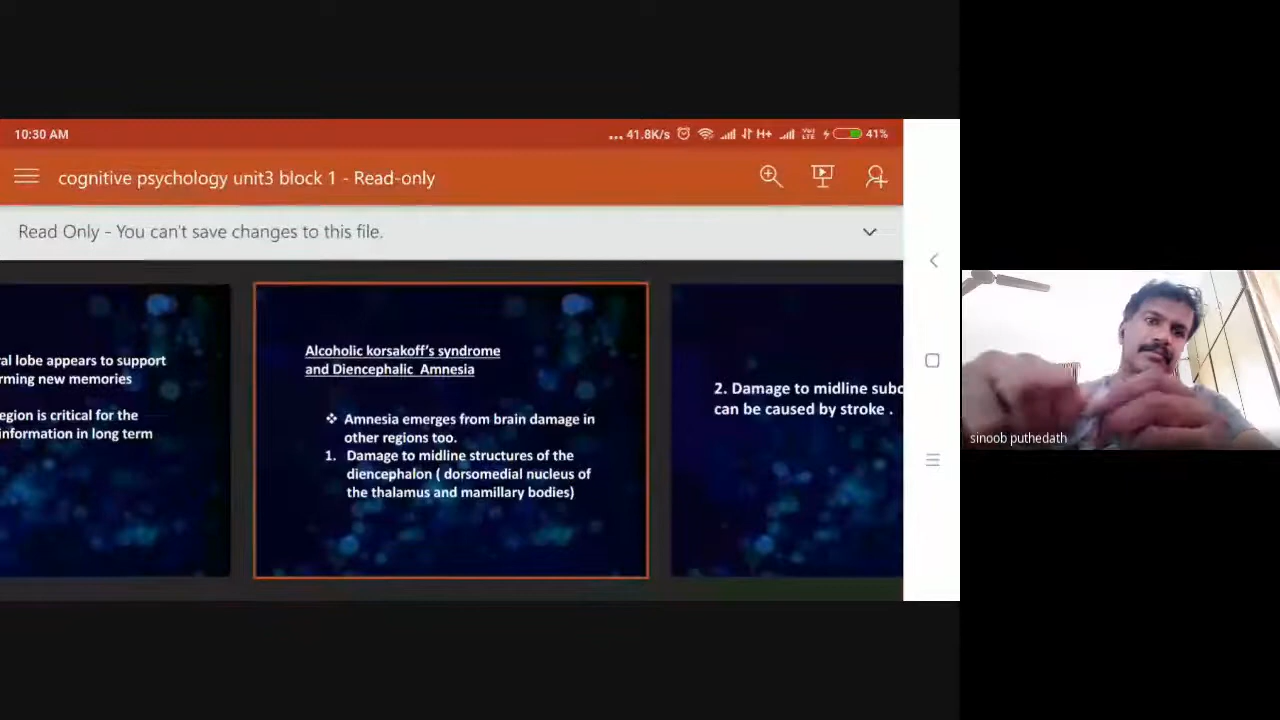 10:30 AM
... 41.8K/s H+ VoLTE 41%
cognitive psychology unit3 block 1 - Read-only
Read Only - You can't save changes to this file.
ral lobe appears to support
rming new memories
egion is critical for the
information in long term
Alcoholic korsakoff's syndrome
and Diencephalic Amnesia
❖ Amnesia emerges from brain damage in
other regions too.
1. Damage to midline structures of the
diencephalon ( dorsomedial nucleus of
the thalamus and mamillary bodies)
2. Damage to midline subc
can be caused by stroke .
sinoob puthedath